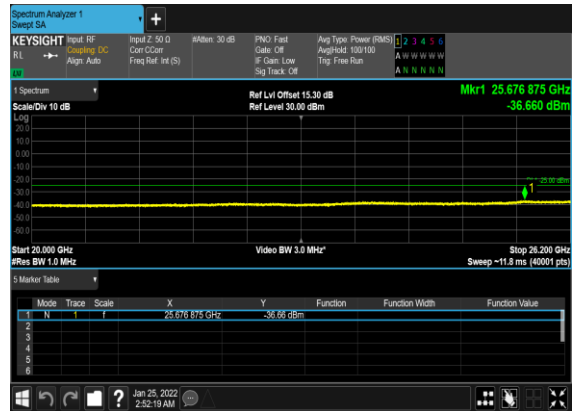 Spectrum Analyzer 1
Swept SA
+
KEYSIGHT Input: RF Input Z: 50 Ω #Atten: 30 dB PNO: Fast Avg Type: Power (RMS) 1 2 3 4 5 6
RL Coupling: DC Corr CCorr Gate: Off Avg|Hold: 100/100 A W W W W W
Align: Auto Freq Ref: Int (S) IF Gain: Low Trig: Free Run
Sig Track: Off A N N N N N
1 Spectrum Ref Lvl Offset 15.30 dB Mkr1 25.676 875 GHz
Scale/Div 10 dB Ref Level 30.00 dBm -36.660 dBm
Log
20.0
10.0
0.00
-10.0
-20.0
-25.00 dBm
-30.0 1
-40.0
-50.0
-60.0
Start 20.000 GHz Video BW 3.0 MHz* Stop 26.200 GHz
#Res BW 1.0 MHz Sweep ~11.8 ms (40001 pts)
5 Marker Table
Mode Trace Scale X Y Function Function Width Function Value
1 N 1 f 25.676 875 GHz -36.66 dBm
2
3
4
5
6
? Jan 25, 2022
2:52:19 AM